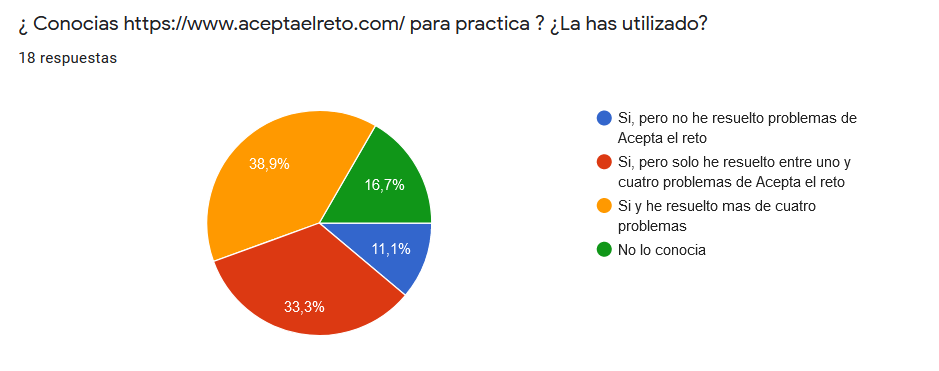 ¿ Conocias https://www.aceptaelreto.com/ para practica ? ¿La has utilizado?
18 respuestas
Si, pero no he resuelto problemas de
Acepta el reto
Si, pero solo he resuelto entre uno y
cuatro problemas de Acepta el reto
Si y he resuelto mas de cuatro
problemas
No lo conocia
38,9%
16,7%
11,1%
33,3%